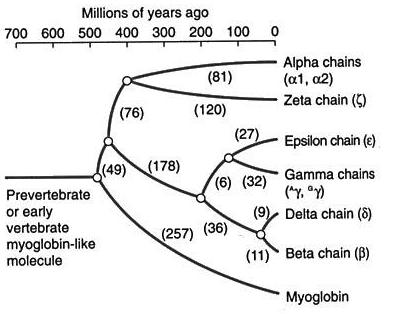 Millions of years ago
700 600 500 400 300 200 100 0
(81)
Alpha chains
(α1, α2)
(120)
Zeta chain (ζ)
(76)
(27)
Epsilon chain (ε)
(49)
(178)
(6)
(32)
Gamma chains
(ᴬγ, ᴳγ)
Prevertebrate
or early
vertebrate
myoglobin-like
molecule
(9)
Delta chain (δ)
(36)
(11)
Beta chain (β)
(257)
Myoglobin